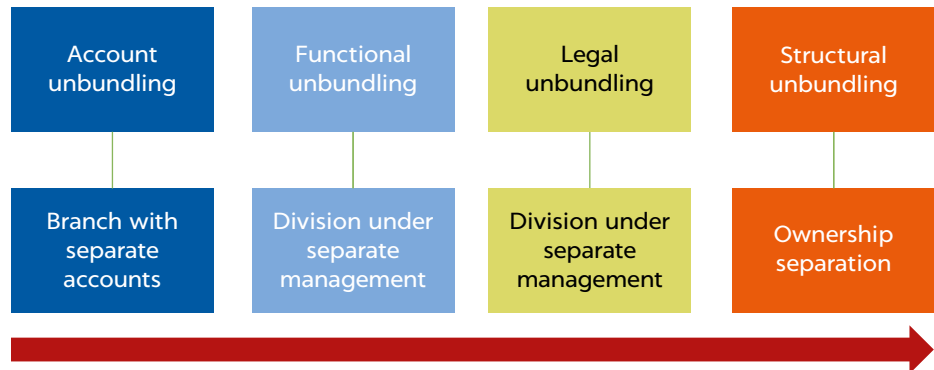 Account
unbundling
Functional
unbundling
Legal
unbundling
Structural
unbundling
Branch with
separate
accounts
Division under
separate
management
Division under
separate
management
Ownership
separation